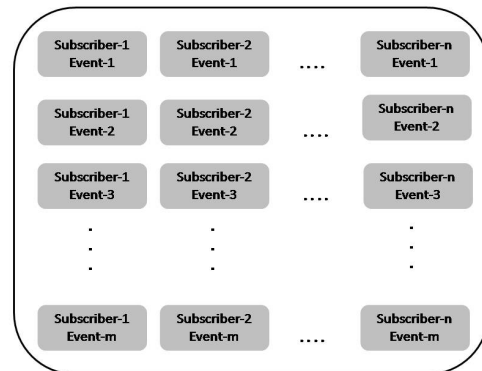 Subscriber-1
Event-1
Subscriber-2
Event-1
....
Subscriber-n
Event-1
Subscriber-1
Event-2
Subscriber-2
Event-2
....
Subscriber-n
Event-2
Subscriber-1
Event-3
Subscriber-2
Event-3
....
Subscriber-n
Event-3
.
.
.
.
.
.
.
.
.
Subscriber-1
Event-m
Subscriber-2
Event-m
....
Subscriber-n
Event-m